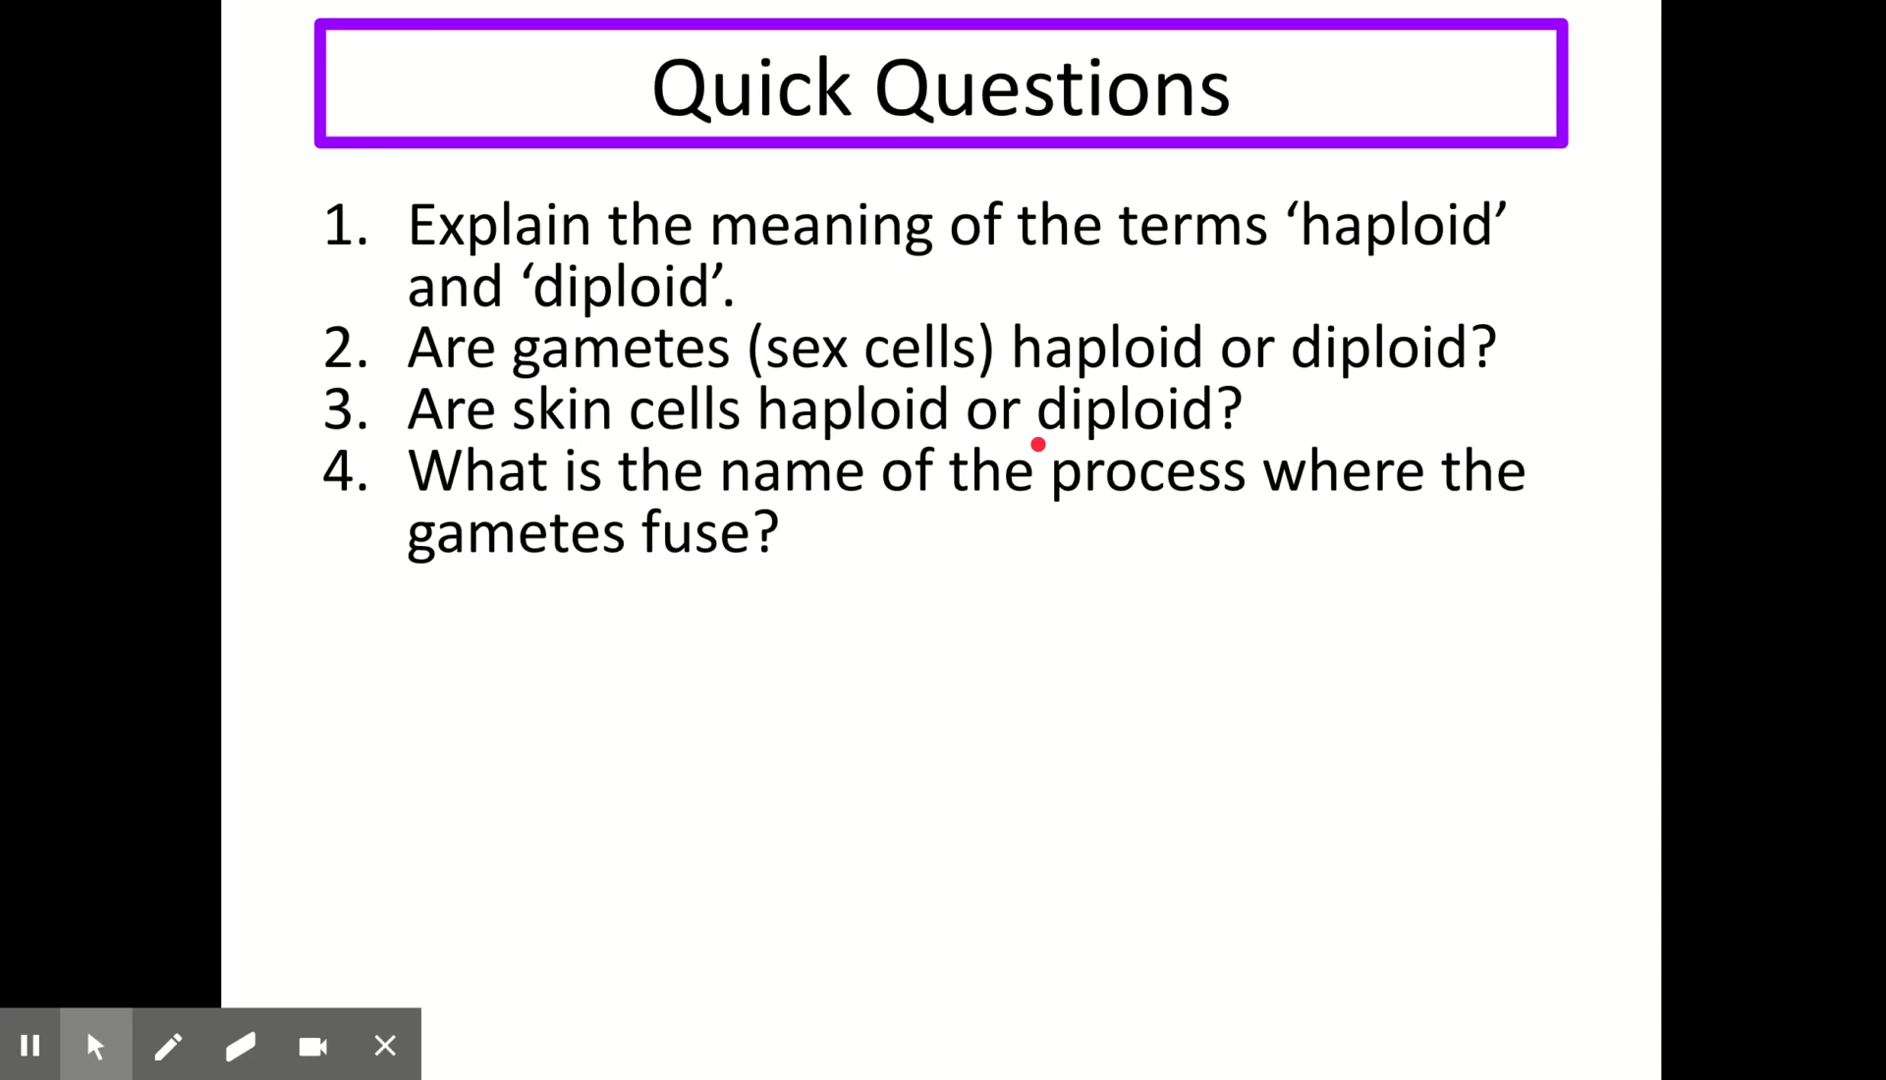 Quick Questions
1. Explain the meaning of the terms ‘haploid’
and ‘diploid’.
2. Are gametes (sex cells) haploid or diploid?
3. Are skin cells haploid or diploid?
4. What is the name of the process where the
gametes fuse?